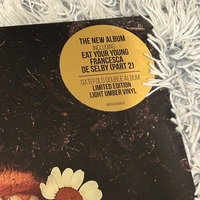 THE NEW ALBUM
INCLUDING
EAT YOUR YOUNG
FRANCESCA
DE SELBY (PART 2)
GATEFOLD DOUBLE ALBUM
LIMITED EDITION
LIGHT UMBER VINYL